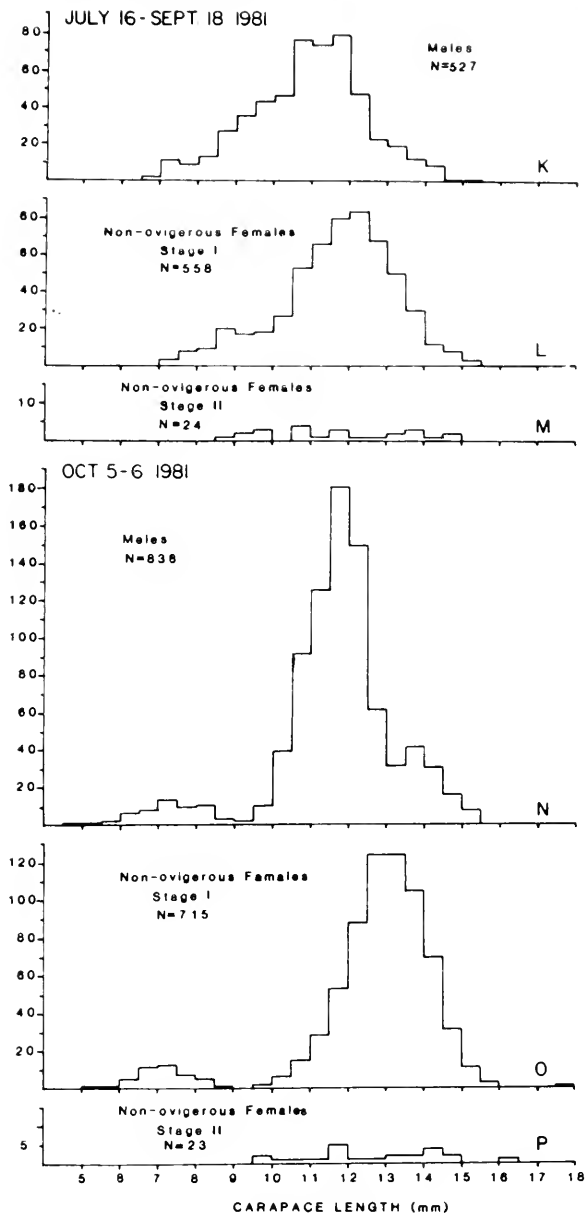 JULY 16-SEPT 18 1981
Males
N=527
80
60
40
20
K
Non-ovigerous Females
Stage I
N=558
60
40
20
L
Non-ovigerous Females
Stage II
N=24
10
M
OCT 5-6 1981
Males
N=838
180
160
140
120
100
80
60
40
20
N
Non-ovigerous Famales
Stage I
N=715
120
100
80
60
40
20
O
Non-ovigerous Females
Stage II
N=23
5
P
5 6 7 8 9 10 11 12 13 14 15 16 17 18
CARAPACE LENGTH (mm)